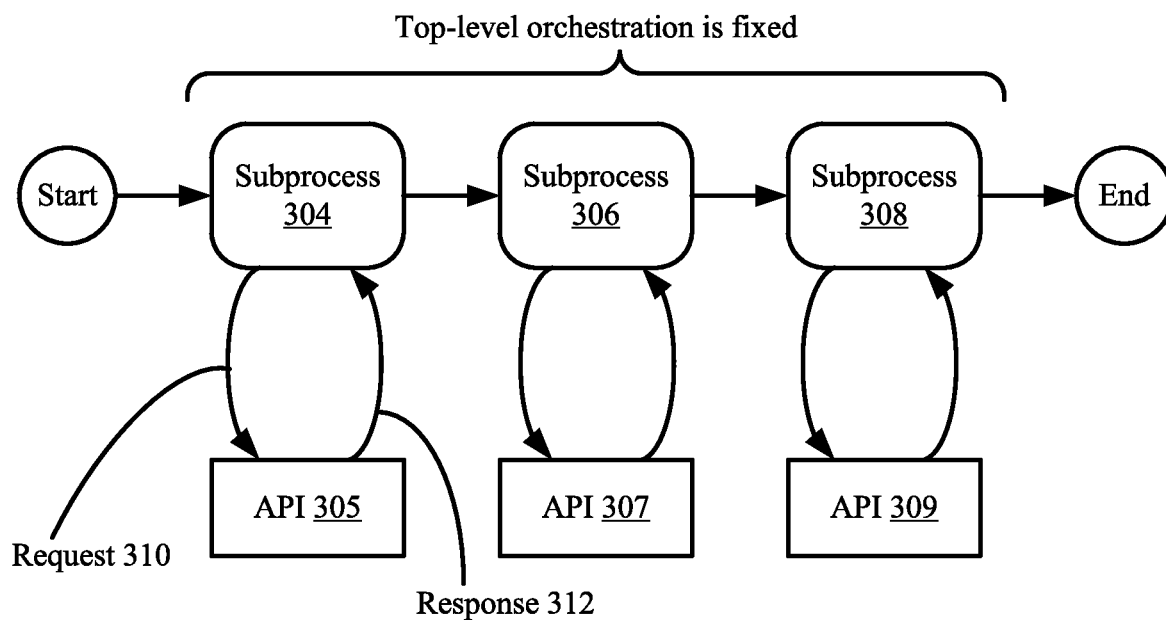 Top-level orchestration is fixed
Start
Subprocess
304
Subprocess
306
Subprocess
308
End
API 305
API 307
API 309
Request 310
Response 312